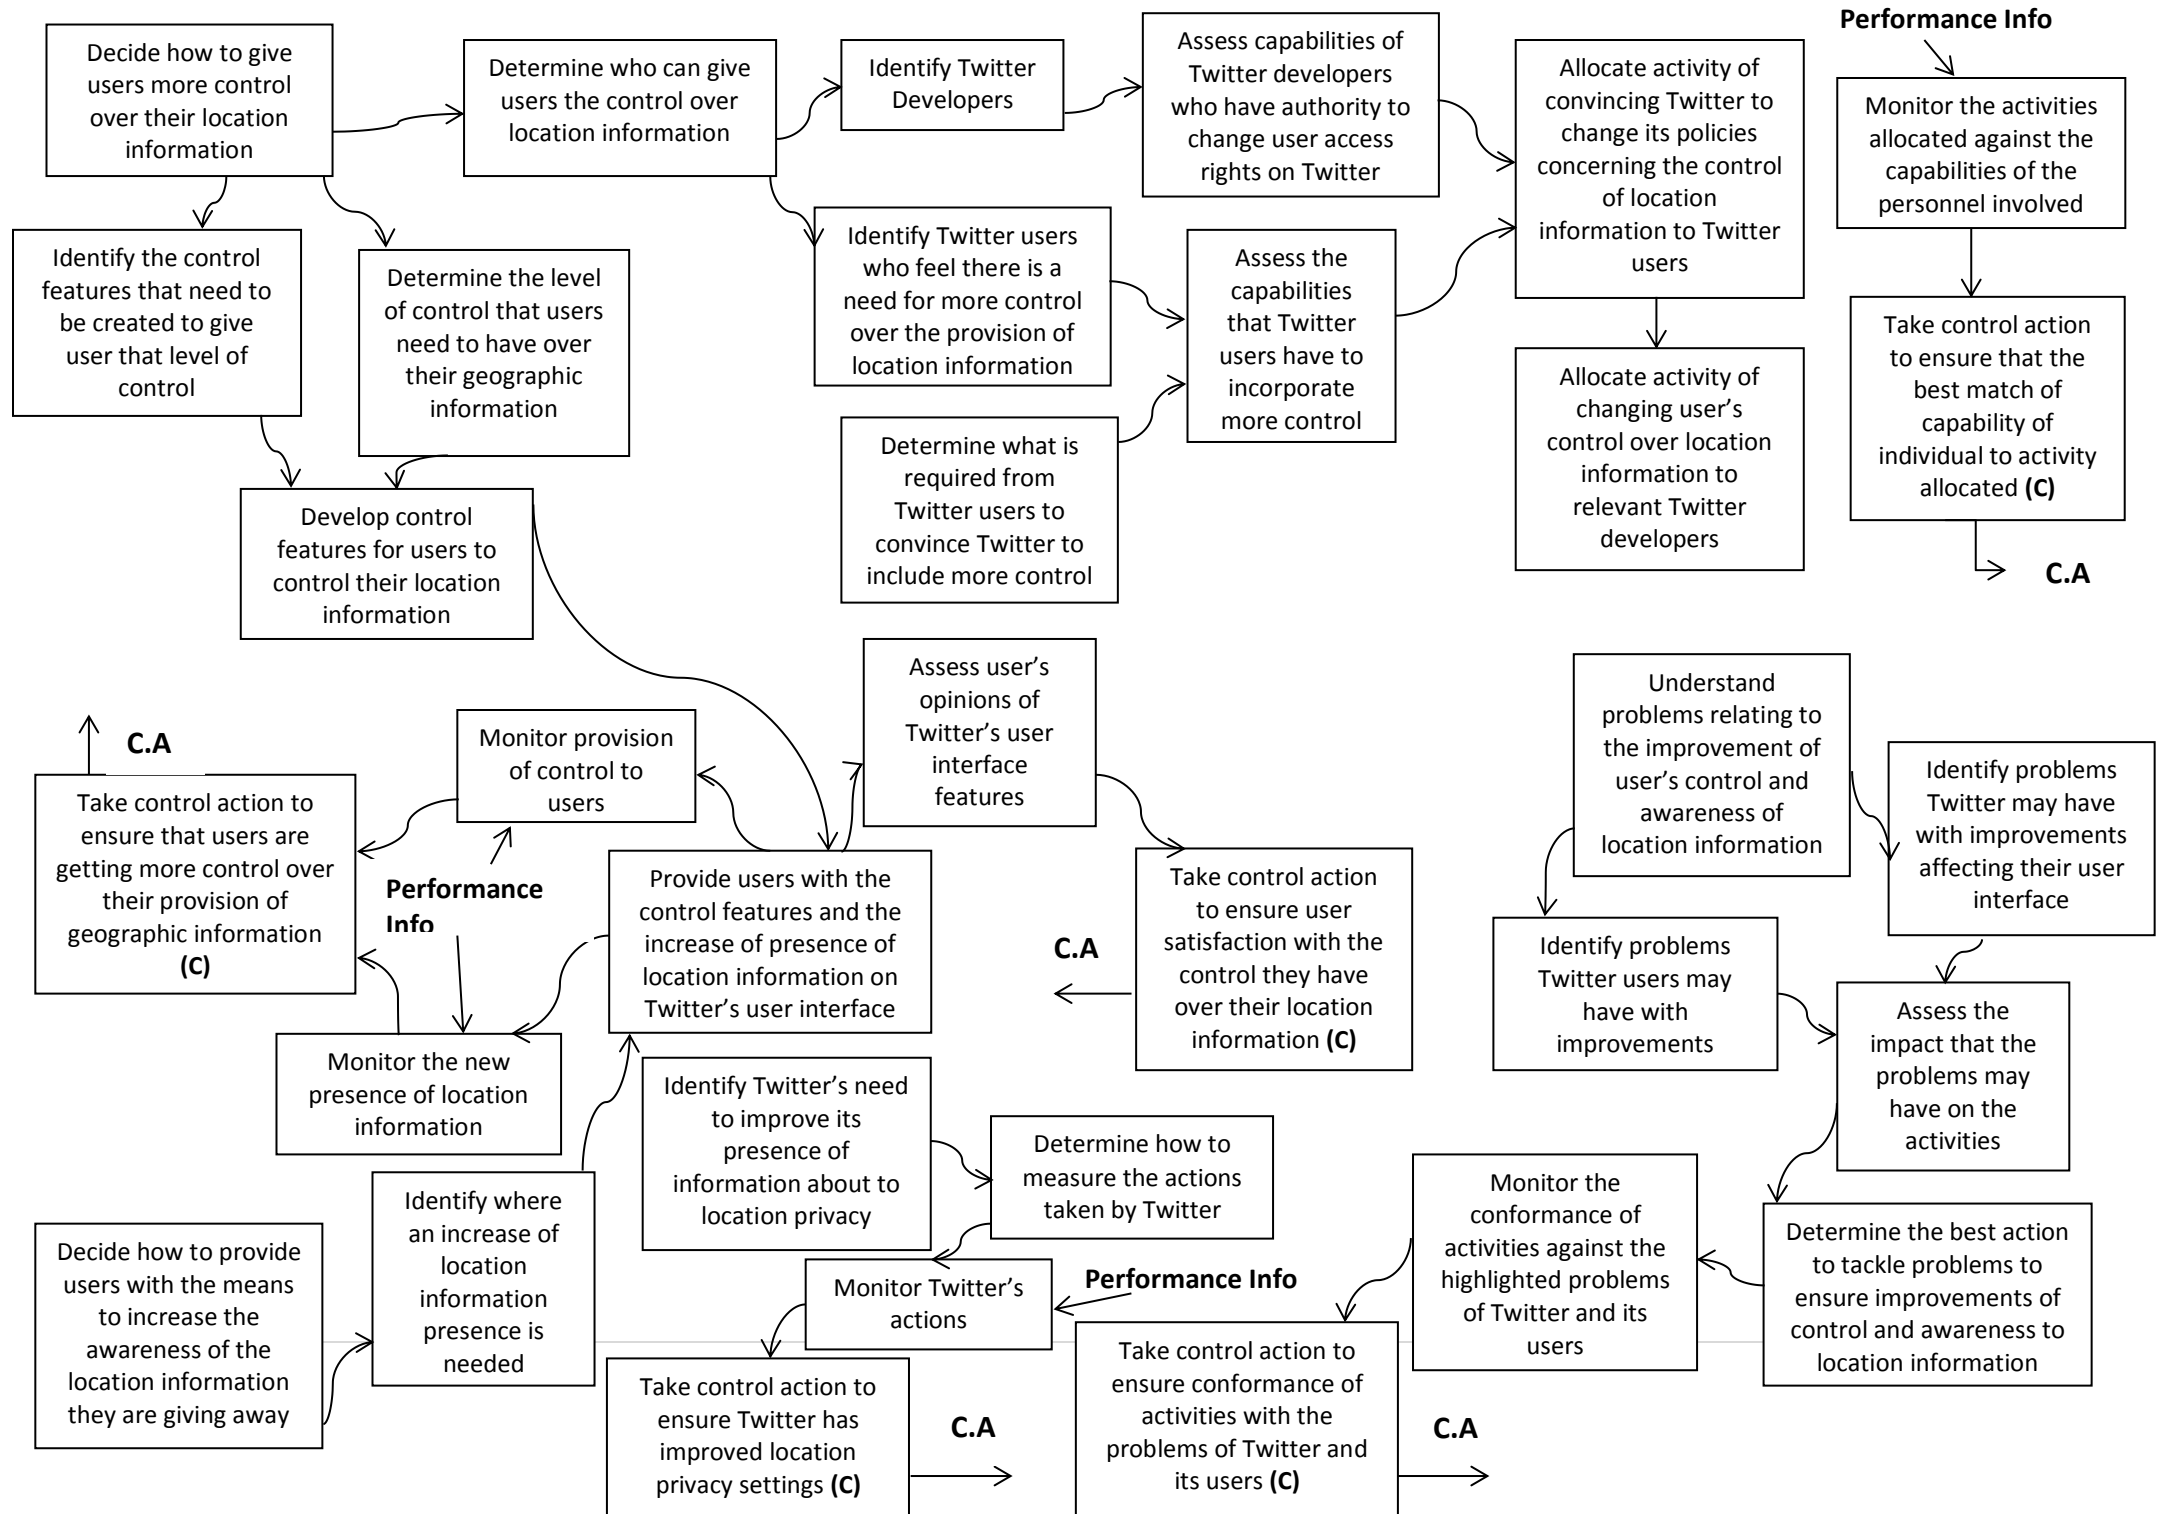 Decide how to give
users more control
over their location
information
Determine who can give
users the control over
location information
Identify Twitter
Developers
Assess capabilities of
Twitter developers
who have authority to
change user access
rights on Twitter
Allocate activity of
convincing Twitter to
change its policies
concerning the control
of location
information to Twitter
users
Performance Info
Monitor the activities
allocated against the
capabilities of the
personnel involved
Identify the control
features that need to
be created to give
user that level of
control
Determine the level
of control that users
need to have over
their geographic
information
Identify Twitter users
who feel there is a
need for more control
over the provision of
location information
Assess the
capabilities
that Twitter
users have to
incorporate
more control
Take control action
to ensure that the
best match of
capability of
individual to activity
allocated (C)
C.A
Allocate activity of
changing user’s
control over location
information to
relevant Twitter
developers
Determine what is
required from
Twitter users to
convince Twitter to
include more control
Develop control
features for users to
control their location
information
Assess user’s
opinions of
Twitter’s user
interface
features
Understand
problems relating to
the improvement of
user’s control and
awareness of
location information
Identify problems
Twitter may have
with improvements
affecting their user
interface
C.A
Monitor provision
of control to
users
Take control action to
ensure that users are
getting more control over
their provision of
geographic information
(C)
Performance
Info
Provide users with the
control features and the
increase of presence of
location information on
Twitter’s user interface
C.A
Take control action
to ensure user
satisfaction with the
control they have
over their location
information (C)
Identify problems
Twitter users may
have with
improvements
Assess the
impact that the
problems may
have on the
activities
Monitor the new
presence of location
information
Identify Twitter’s need
to improve its
presence of
information about to
location privacy
Determine how to
measure the actions
taken by Twitter
Monitor the
conformance of
activities against the
highlighted problems
of Twitter and its
users
Determine the best action
to tackle problems to
ensure improvements of
control and awareness to
location information
Decide how to provide
users with the means
to increase the
awareness of the
location information
they are giving away
Identify where
an increase of
location
information
presence is
needed
Monitor Twitter’s
actions
Performance Info
Take control action to
ensure Twitter has
improved location
privacy settings (C)
C.A
Take control action to
ensure conformance of
activities with the
problems of Twitter and
its users (C)
C.A